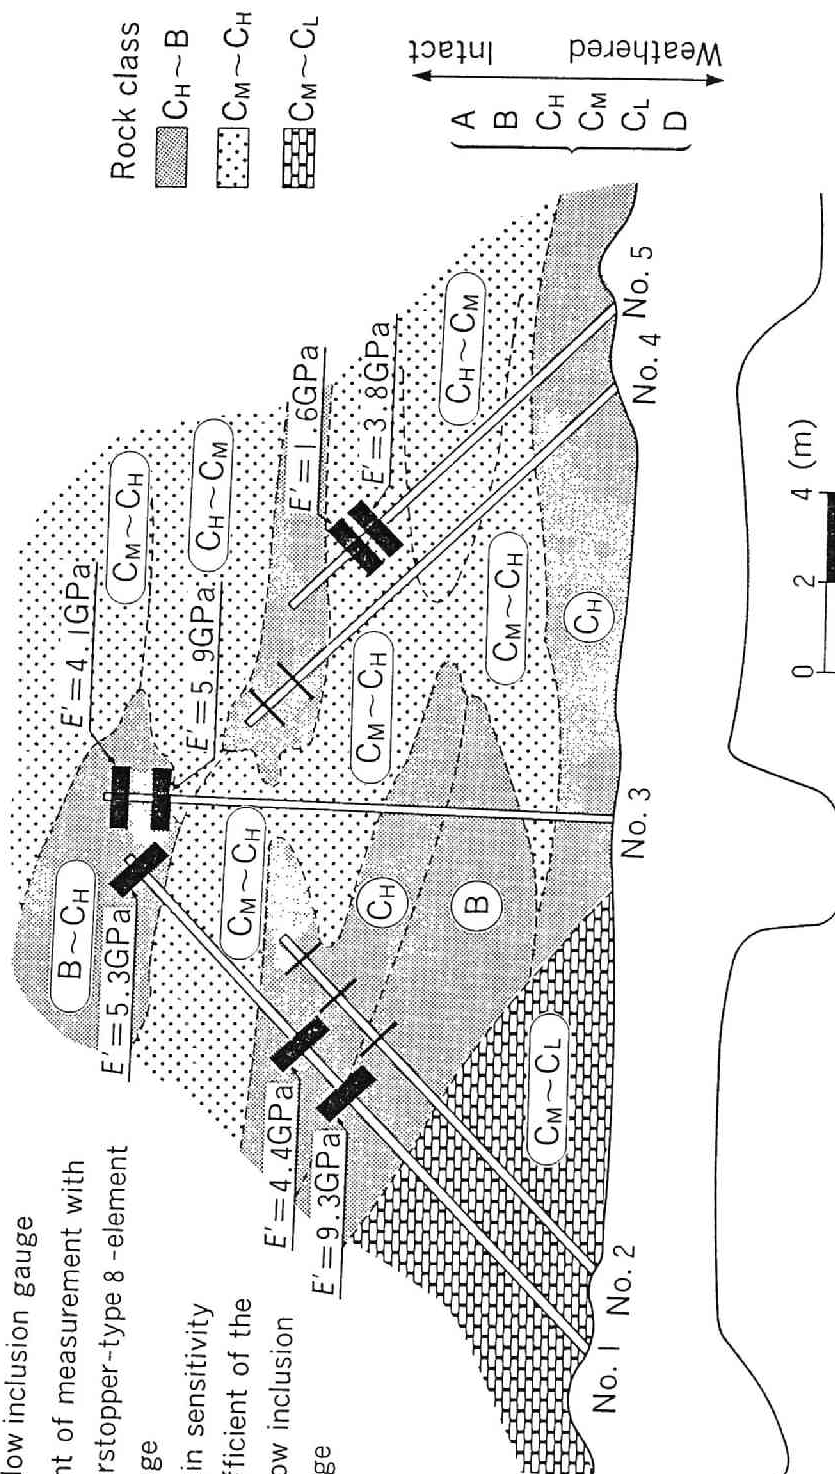 low inclusion gauge
nt of measurement with
rstopper-type 8-element
ge
in sensitivity
fficient of the
ow inclusion
ge
Rock class
CH~B
CM~CH
CM~CL
Intact
Weathered
A
B
CH
CM
CL
D
B~CH
CM~CH
CH~CM
CM~CH
CM~CH
CH~CM
CM~CH
CH
B
CH
CM~CL
E'=4.1GPa
E'=5.9GPa
E'=5.3GPa
E'=4.4GPa
E'=9.3GPa
E'=1.6GPa
E'=3.8GPa
No. 1
No. 2
No. 3
No. 4
No. 5
0 2 4 (m)